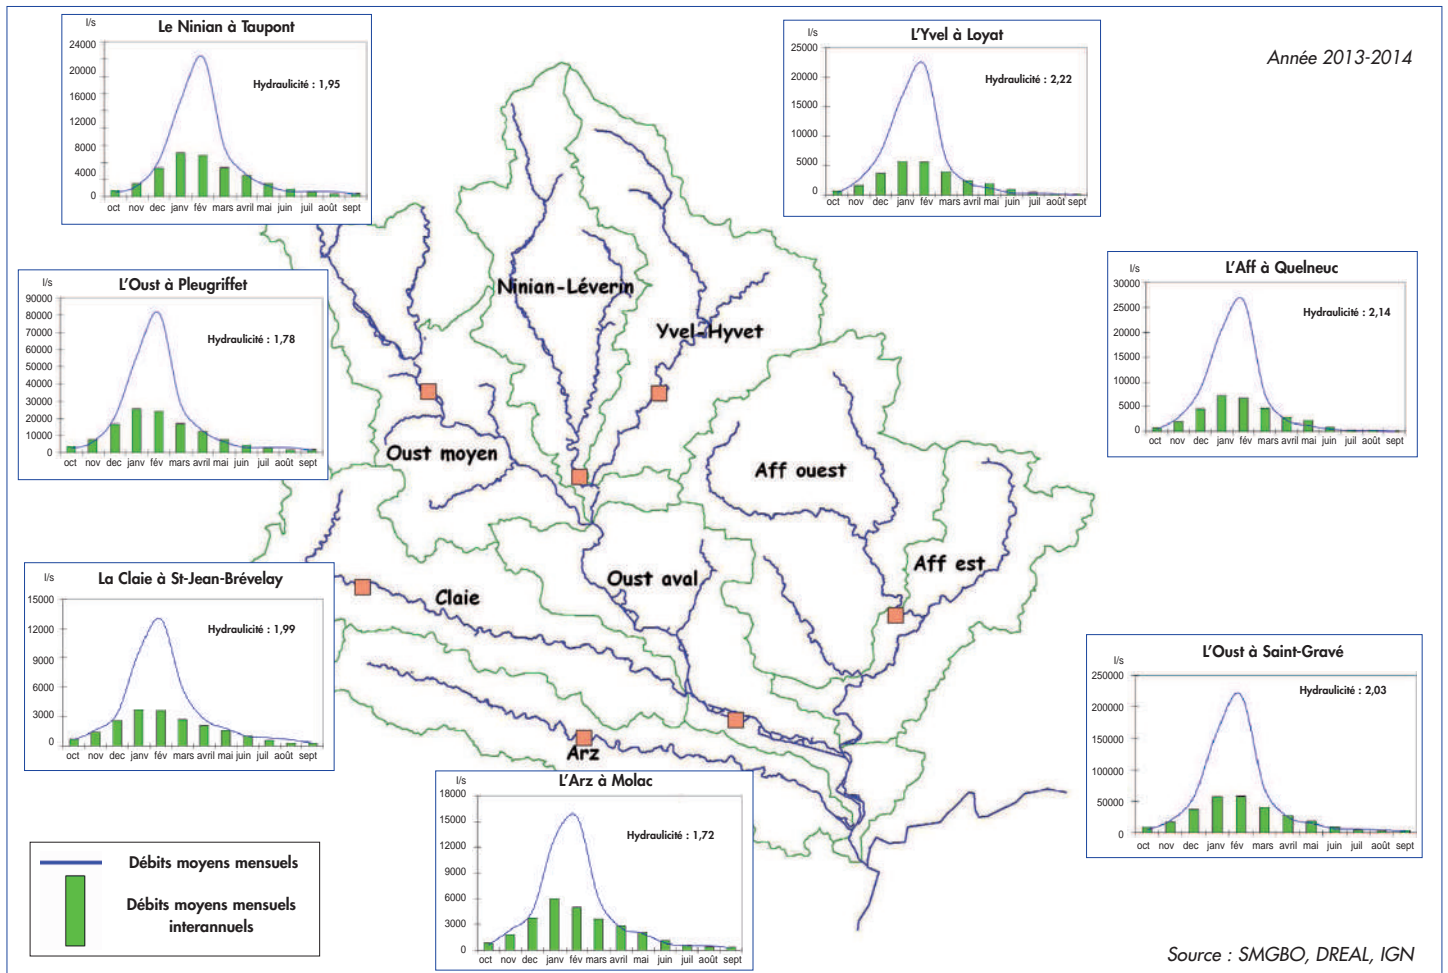 l/s
Le Ninian à Taupont
24000
20000
16000
12000
8000
4000
0
Hydraulicité : 1,95
oct nov dec janv fév mars avril mai juin juil août sept
l/s
L'Yvel à Loyat
25000
20000
15000
10000
5000
0
Hydraulicité : 2,22
oct nov dec janv fév mars avril mai juin juil août sept
Année 2013-2014
l/s
L'Oust à Pleugriffet
90000
80000
70000
60000
50000
40000
30000
20000
10000
0
Hydraulicité : 1,78
oct nov dec janv fév mars avril mai juin juil août sept
l/s
L'Aff à Quelneuc
30000
25000
20000
15000
10000
5000
0
Hydraulicité : 2,14
oct nov dec janv fév mars avril mai juin juil août sept
Ninian-Léverin
Yvel-Hyvet
Oust moyen
Aff ouest
Aff est
Oust aval
Claie
Arz
l/s
La Claie à St-Jean-Brévelay
15000
12000
9000
6000
3000
0
Hydraulicité : 1,99
oct nov dec janv fév mars avril mai juin juil août sept
l/s
L'Oust à Saint-Gravé
250000
200000
150000
100000
50000
0
Hydraulicité : 2,03
oct nov dec janv fév mars avril mai juin juil août sept
l/s
L'Arz à Molac
18000
15000
12000
9000
6000
3000
0
Hydraulicité : 1,72
oct nov dec janv fév mars avril mai juin juil août sept
Débits moyens mensuels
Débits moyens mensuels
interannuels
Source : SMGBO, DREAL, IGN